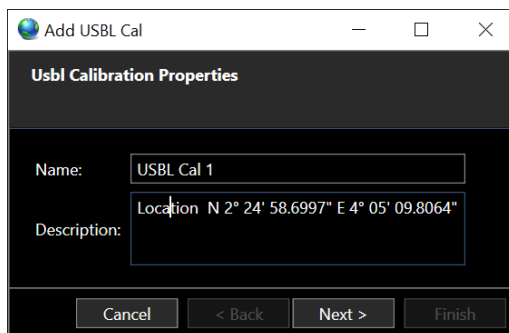 Add USBL Cal
Usbl Calibration Properties
Name: USBL Cal 1
Description: Location N 2° 24' 58.6997" E 4° 05' 09.8064"
Cancel < Back Next > Finish